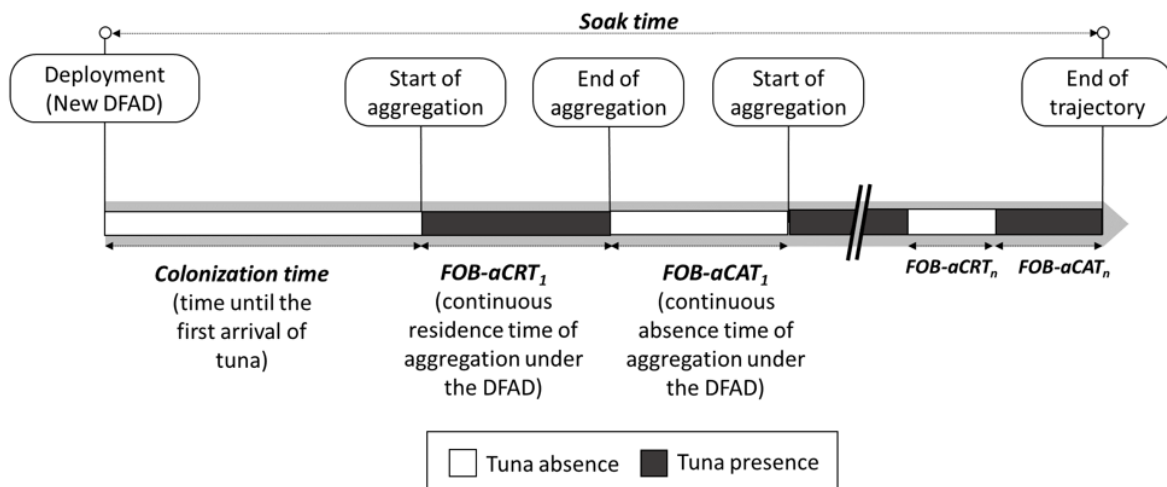 Soak time
Deployment
(New DFAD)
Start of
aggregation
End of
aggregation
Start of
aggregation
End of
trajectory
Colonization time
(time until the
first arrival of
tuna)
FOB-aCRT₁
(continuous
residence time of
aggregation under
the DFAD)
FOB-aCAT₁
(continuous
absence time of
aggregation under
the DFAD)
FOB-aCRTₙ
FOB-aCATₙ
Tuna absence
Tuna presence